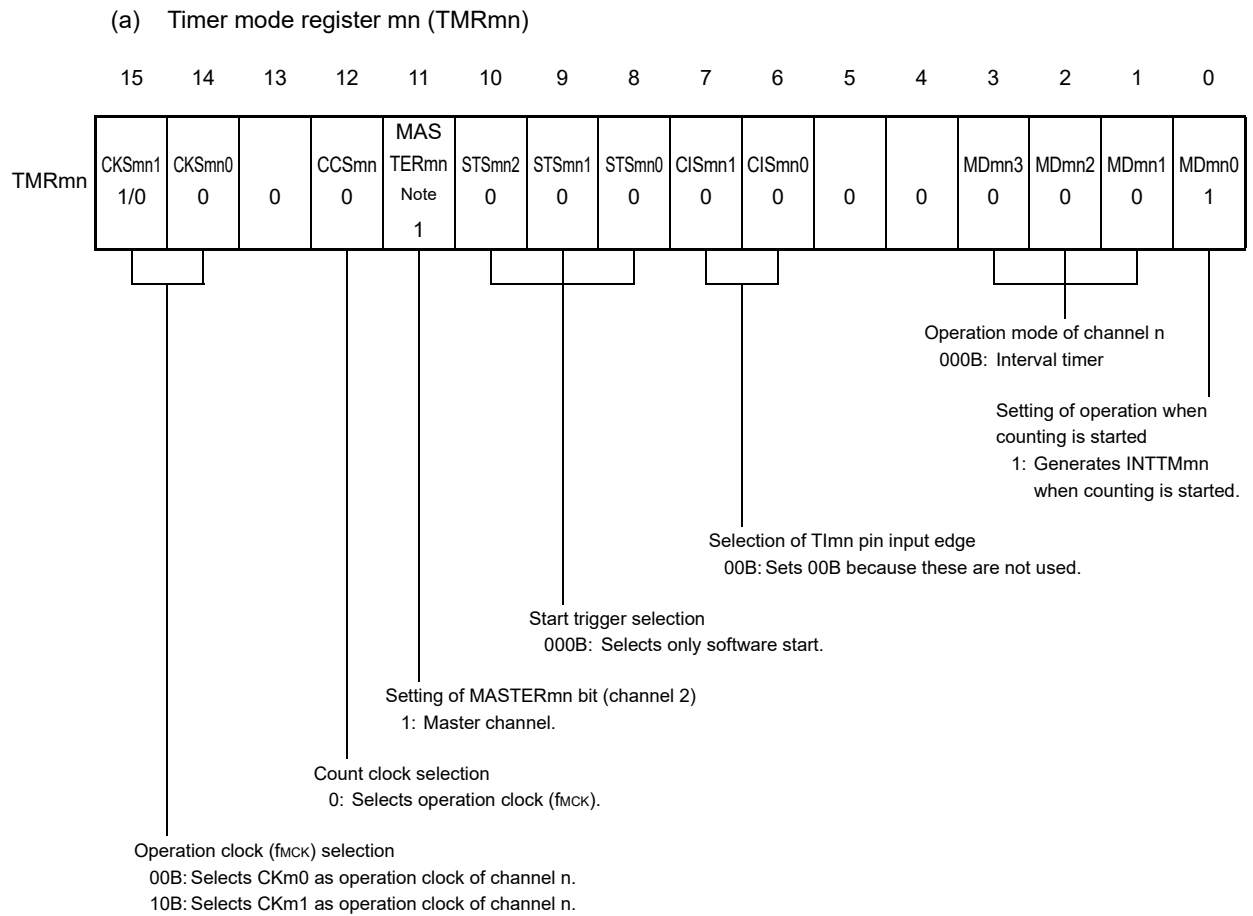 (a) Timer mode register mn (TMRmn)
15 14 13 12 11 10 9 8 7 6 5 4 3 2 1 0
TMRmn
CKSmn1 CKSmn0 CCSmn MAS TERmn Note STSmn2 STSmn1 STSmn0 CISmn1 CISmn0 MDmn3 MDmn2 MDmn1 MDmn0
1/0 0 0 0 1 0 0 0 0 0 0 0 0 0 0 1
Operation mode of channel n
000B: Interval timer
Setting of operation when
counting is started
1: Generates INTTMmn
when counting is started.
Selection of TImn pin input edge
00B: Sets 00B because these are not used.
Start trigger selection
000B: Selects only software start.
Setting of MASTERmn bit (channel 2)
1: Master channel.
Count clock selection
0: Selects operation clock (fMCK).
Operation clock (fMCK) selection
00B: Selects CKm0 as operation clock of channel n.
10B: Selects CKm1 as operation clock of channel n.